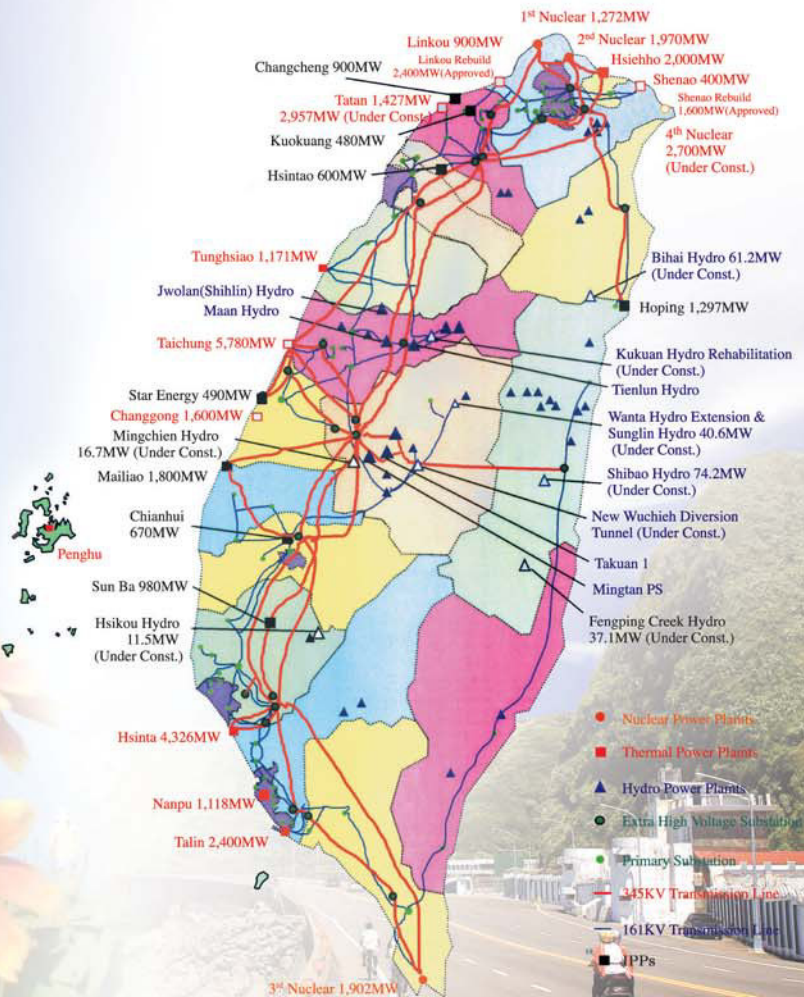 1st Nuclear 1,272MW
2nd Nuclear 1,970MW
Linkou 900MW
Hsiehho 2,000MW
Linkou Rebuild
2,400MW(Approved)
Changcheng 900MW
Shenao 400MW
Tatan 1,427MW
2,957MW (Under Const.)
Shenao Rebuild
1,600MW(Approved)
Kuokuang 480MW
4th Nuclear
2,700MW
(Under Const.)
Hsintao 600MW
Tunghsiao 1,171MW
Bihai Hydro 61.2MW
(Under Const.)
Jwolan(Shihlin) Hydro
Maan Hydro
Hoping 1,297MW
Taichung 5,780MW
Kukuan Hydro Rehabilitation
(Under Const.)
Tienlun Hydro
Star Energy 490MW
Changgong 1,600MW
Wanta Hydro Extension &
Sunglin Hydro 40.6MW
(Under Const.)
Mingchien Hydro
16.7MW (Under Const.)
Mailiao 1,800MW
Shibao Hydro 74.2MW
(Under Const.)
New Wuchieh Diversion
Tunnel (Under Const.)
Chianhui
670MW
Penghu
Takuan 1
Mingtan PS
Sun Ba 980MW
Fengping Creek Hydro
37.1MW (Under Const.)
Hsikou Hydro
11.5MW
(Under Const.)
Hsinta 4,326MW
Nanpu 1,118MW
Talin 2,400MW
3rd Nuclear 1,902MW
Nuclear Power Plamts
Thermal Power Plamts
Hydro Power Plamts
Extra High Voltage Substation
Primary Substation
345KV Transmission Line
161KV Transmission Line
IPPs